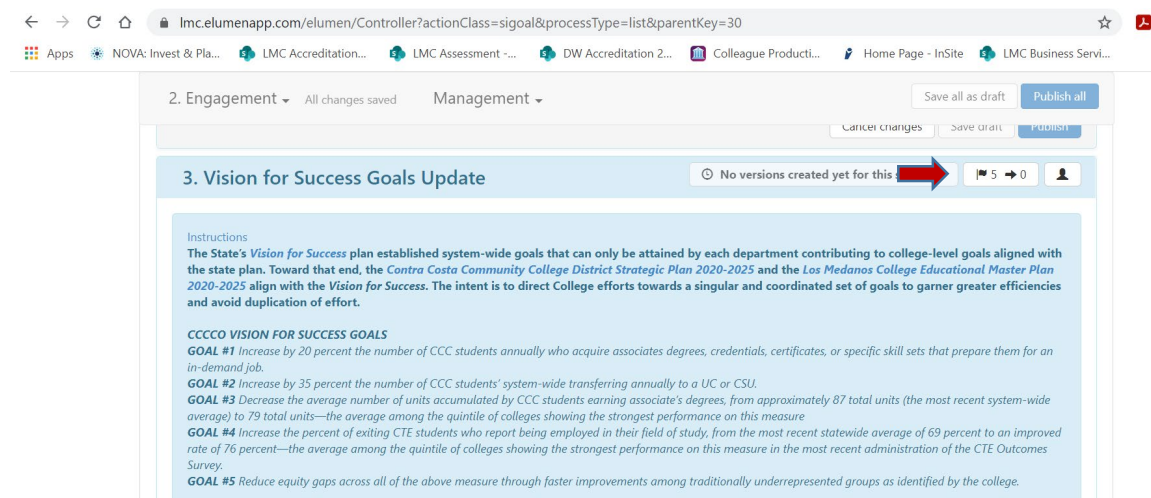 lmc.elumenapp.com/elumen/Controller?actionClass=sigoal&processType=list&parentKey=30
Apps NOVA: Invest & Pla... LMC Accreditation... LMC Assessment -... DW Accreditation 2... Colleague Producti... Home Page - InSite LMC Business Servi...
2. Engagement All changes saved Management Save all as draft Publish all
Cancel changes Save draft Publish
3. Vision for Success Goals Update No versions created yet for this 5 0
Instructions
The State's Vision for Success plan established system-wide goals that can only be attained by each department contributing to college-level goals aligned with
the state plan. Toward that end, the Contra Costa Community College District Strategic Plan 2020-2025 and the Los Medanos College Educational Master Plan
2020-2025 align with the Vision for Success. The intent is to direct College efforts towards a singular and coordinated set of goals to garner greater efficiencies
and avoid duplication of effort.
CCCCO VISION FOR SUCCESS GOALS
GOAL #1 Increase by 20 percent the number of CCC students annually who acquire associates degrees, credentials, certificates, or specific skill sets that prepare them for an
in-demand job.
GOAL #2 Increase by 35 percent the number of CCC students' system-wide transferring annually to a UC or CSU.
GOAL #3 Decrease the average number of units accumulated by CCC students earning associate's degrees, from approximately 87 total units (the most recent system-wide
average) to 79 total units—the average among the quintile of colleges showing the strongest performance on this measure
GOAL #4 Increase the percent of exiting CTE students who report being employed in their field of study, from the most recent statewide average of 69 percent to an improved
rate of 76 percent—the average among the quintile of colleges showing the strongest performance on this measure in the most recent administration of the CTE Outcomes
Survey.
GOAL #5 Reduce equity gaps across all of the above measure through faster improvements among traditionally underrepresented groups as identified by the college.